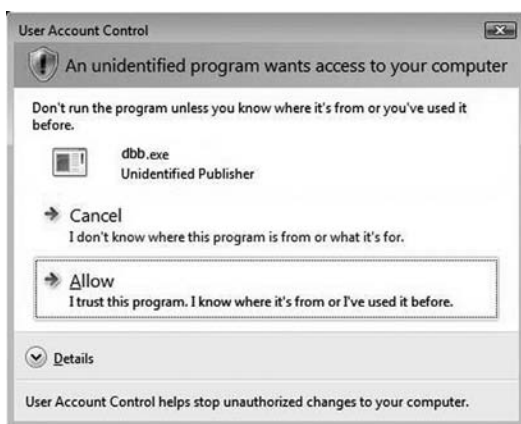 User Account Control
An unidentified program wants access to your computer
Don't run the program unless you know where it's from or you've used it
before.
dbb.exe
Unidentified Publisher
Cancel
I don't know where this program is from or what it's for.
Allow
I trust this program. I know where it's from or I've used it before.
Details
User Account Control helps stop unauthorized changes to your computer.